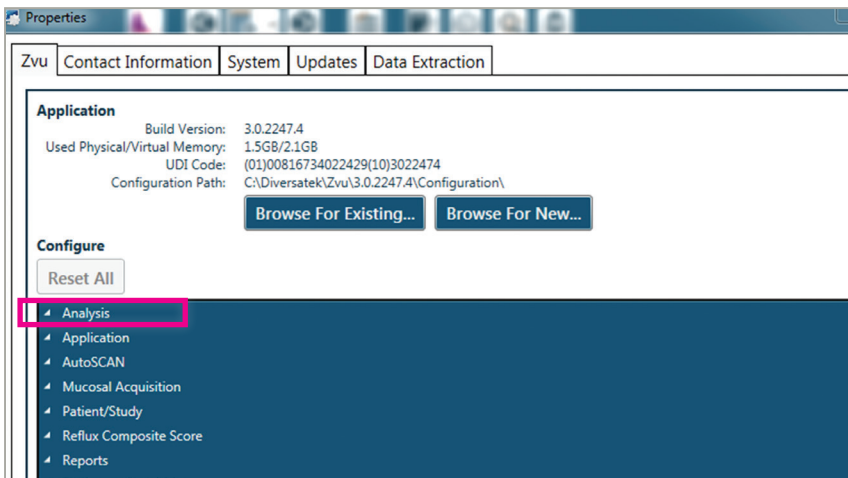 Properties
Zvu Contact Information System Updates Data Extraction
Application
Build Version: 3.0.2247.4
Used Physical/Virtual Memory: 1.5GB/2.1GB
UDI Code: (01)00816734022429(10)3022474
Configuration Path: C:\Diversatek\Zvu\3.0.2247.4\Configuration\
Browse For Existing... Browse For New...
Configure
Reset All
Analysis
Application
AutoSCAN
Mucosal Acquisition
Patient/Study
Reflux Composite Score
Reports